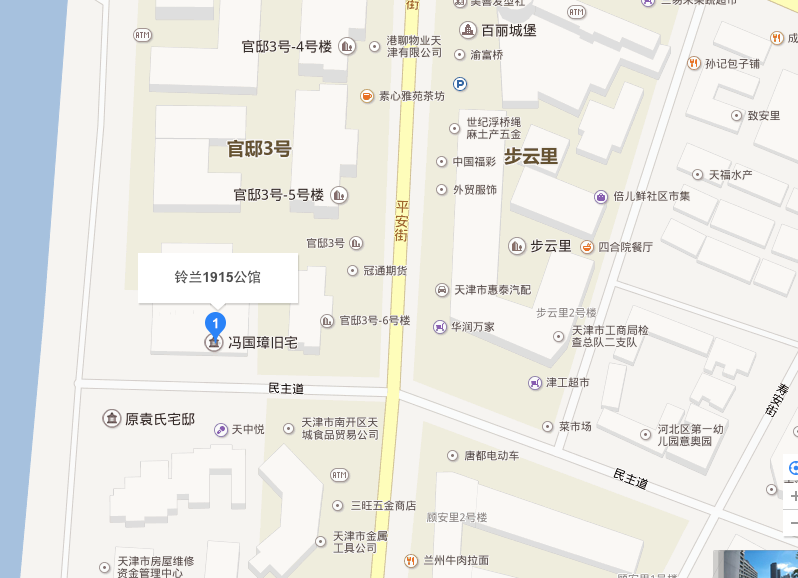 街
美善发型社
三易果菜蔬超市
ATM
ATM
百丽城堡
成
官邸3号-4号楼
港聊物业天
津有限公司
渝富桥
孙记包子铺
P
素心雅苑茶坊
致安里
世纪浮桥绳
麻土产五金
官邸3号
步云里
中国福彩
天福水产
外贸服饰
官邸3号-5号楼
倍儿鲜社区市集
平安街
官邸3号
步云里
四合院餐厅
冠通期货
铃兰1915公馆
天津市惠泰汽配
步云里2号楼
1
官邸3号-6号楼
华润万家
天津市工商局检
查总队二支队
冯国璋旧宅
民主道
津工超市
寿安街
原袁氏宅邸
天中悦
天津市南开区天
城食品贸易公司
菜市场
河北区第一幼
儿园意奥园
唐都电动车
ATM
民主道
三旺五金商店
顾安里2号楼
天津市金属
工具公司
天津市房屋维修
资金管理中心
兰州牛肉拉面
顾安里1号楼